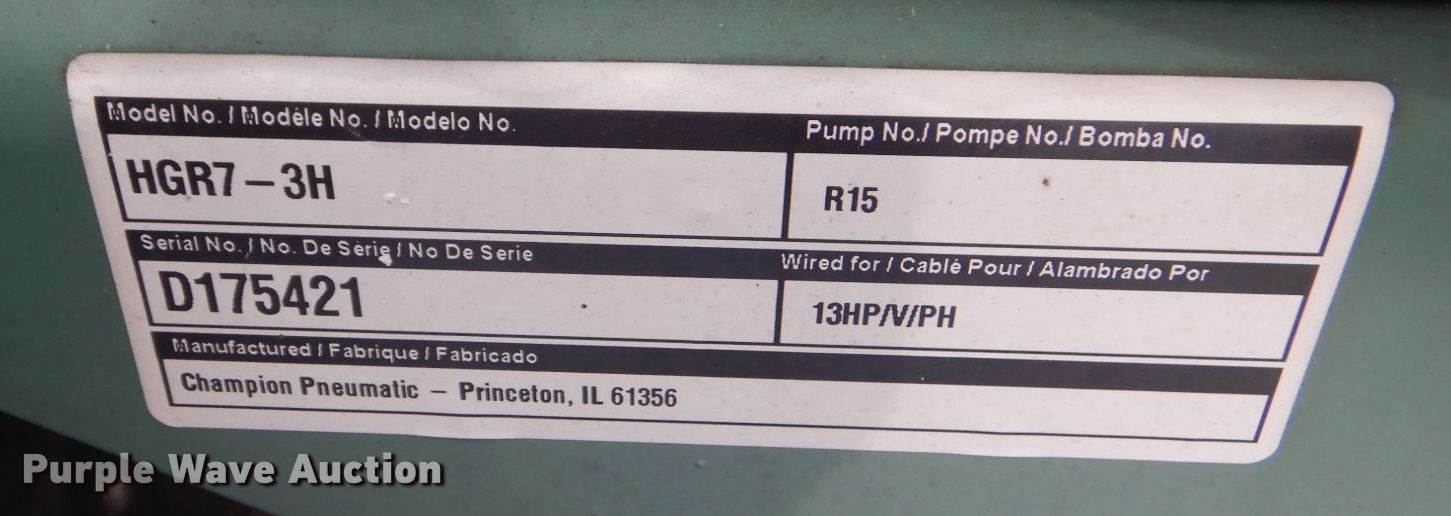 Model No. / Modéle No. / Modelo No.
HGR7 – 3H
Pump No./ Pompe No./ Bomba No.
R15
Serial No. / No. De Série / No De Serie
D175421
Wired for / Cablé Pour / Alambrado Por
13HP/V/PH
Manufactured / Fabrique / Fabricado
Champion Pneumatic – Princeton, IL 61356
Purple Wave Auction